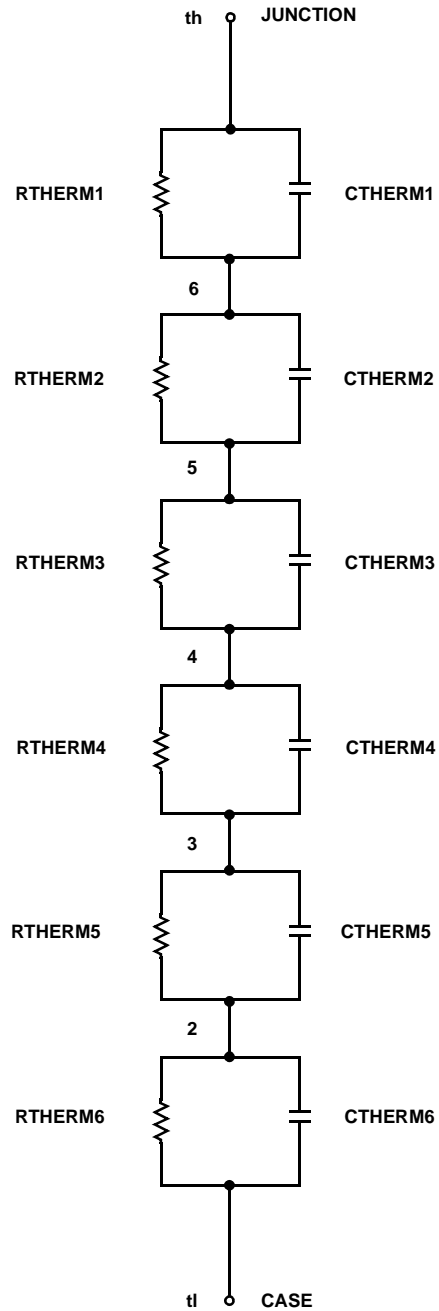 th JUNCTION
RTHERM1 CTHERM1
6
RTHERM2 CTHERM2
5
RTHERM3 CTHERM3
4
RTHERM4 CTHERM4
3
RTHERM5 CTHERM5
2
RTHERM6 CTHERM6
tl CASE